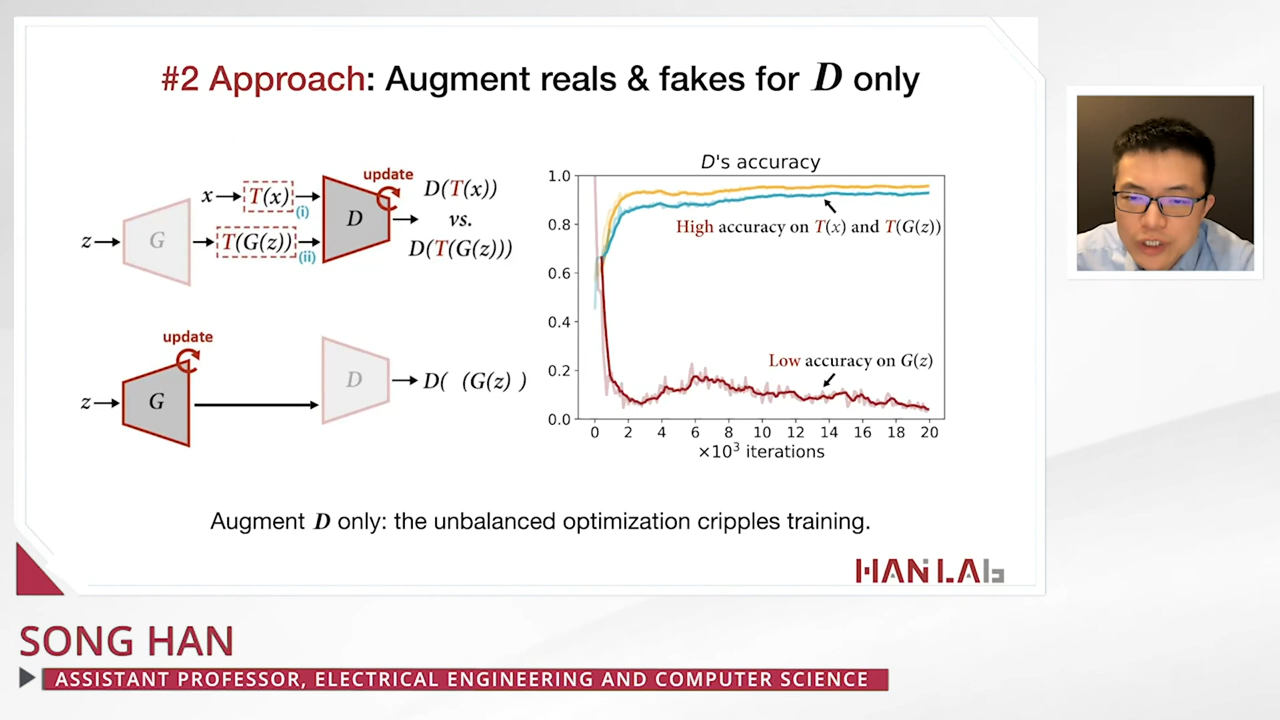 #2 Approach: Augment reals & fakes for D only
update
x
T(x)
(i)
D
D(T(x))
vs.
D(T(G(z)))
z
G
T(G(z))
(ii)
update
z
G
D
D( (G(z) )
D's accuracy
1.0
0.8
0.6
0.4
0.2
0.0
High accuracy on T(x) and T(G(z))
Low accuracy on G(z)
0 2 4 6 8 10 12 14 16 18 20
×10³ iterations
Augment D only: the unbalanced optimization cripples training.
HAN LAb
SONG HAN
ASSISTANT PROFESSOR, ELECTRICAL ENGINEERING AND COMPUTER SCIENCE